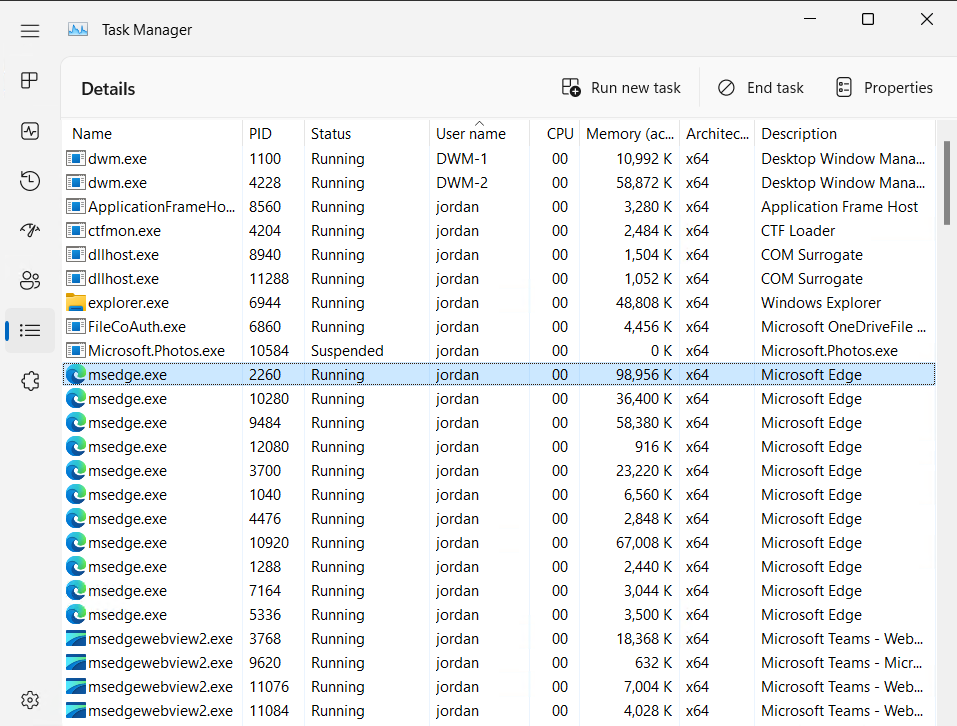 Task Manager
Details
Run new task End task Properties
Name PID Status User name CPU Memory (ac... Architec... Description
dwm.exe 1100 Running DWM-1 00 10,992 K x64 Desktop Window Mana...
dwm.exe 4228 Running DWM-2 00 58,872 K x64 Desktop Window Mana...
ApplicationFrameHo... 8560 Running jordan 00 3,280 K x64 Application Frame Host
ctfmon.exe 4204 Running jordan 00 2,484 K x64 CTF Loader
dllhost.exe 8940 Running jordan 00 1,504 K x64 COM Surrogate
dllhost.exe 11288 Running jordan 00 1,052 K x64 COM Surrogate
explorer.exe 6944 Running jordan 00 48,808 K x64 Windows Explorer
FileCoAuth.exe 6860 Running jordan 00 4,456 K x64 Microsoft OneDriveFile ...
Microsoft.Photos.exe 10584 Suspended jordan 00 0 K x64 Microsoft.Photos.exe
msedge.exe 2260 Running jordan 00 98,956 K x64 Microsoft Edge
msedge.exe 10280 Running jordan 00 36,400 K x64 Microsoft Edge
msedge.exe 9484 Running jordan 00 58,380 K x64 Microsoft Edge
msedge.exe 12080 Running jordan 00 916 K x64 Microsoft Edge
msedge.exe 3700 Running jordan 00 23,220 K x64 Microsoft Edge
msedge.exe 1040 Running jordan 00 6,560 K x64 Microsoft Edge
msedge.exe 4476 Running jordan 00 2,848 K x64 Microsoft Edge
msedge.exe 10920 Running jordan 00 67,008 K x64 Microsoft Edge
msedge.exe 1288 Running jordan 00 2,440 K x64 Microsoft Edge
msedge.exe 7164 Running jordan 00 3,044 K x64 Microsoft Edge
msedge.exe 5336 Running jordan 00 3,500 K x64 Microsoft Edge
msedgewebview2.exe 3768 Running jordan 00 18,368 K x64 Microsoft Teams - Web...
msedgewebview2.exe 9620 Running jordan 00 632 K x64 Microsoft Teams - Micr...
msedgewebview2.exe 11076 Running jordan 00 7,004 K x64 Microsoft Teams - Web...
msedgewebview2.exe 11084 Running jordan 00 4,028 K x64 Microsoft Teams - Web...